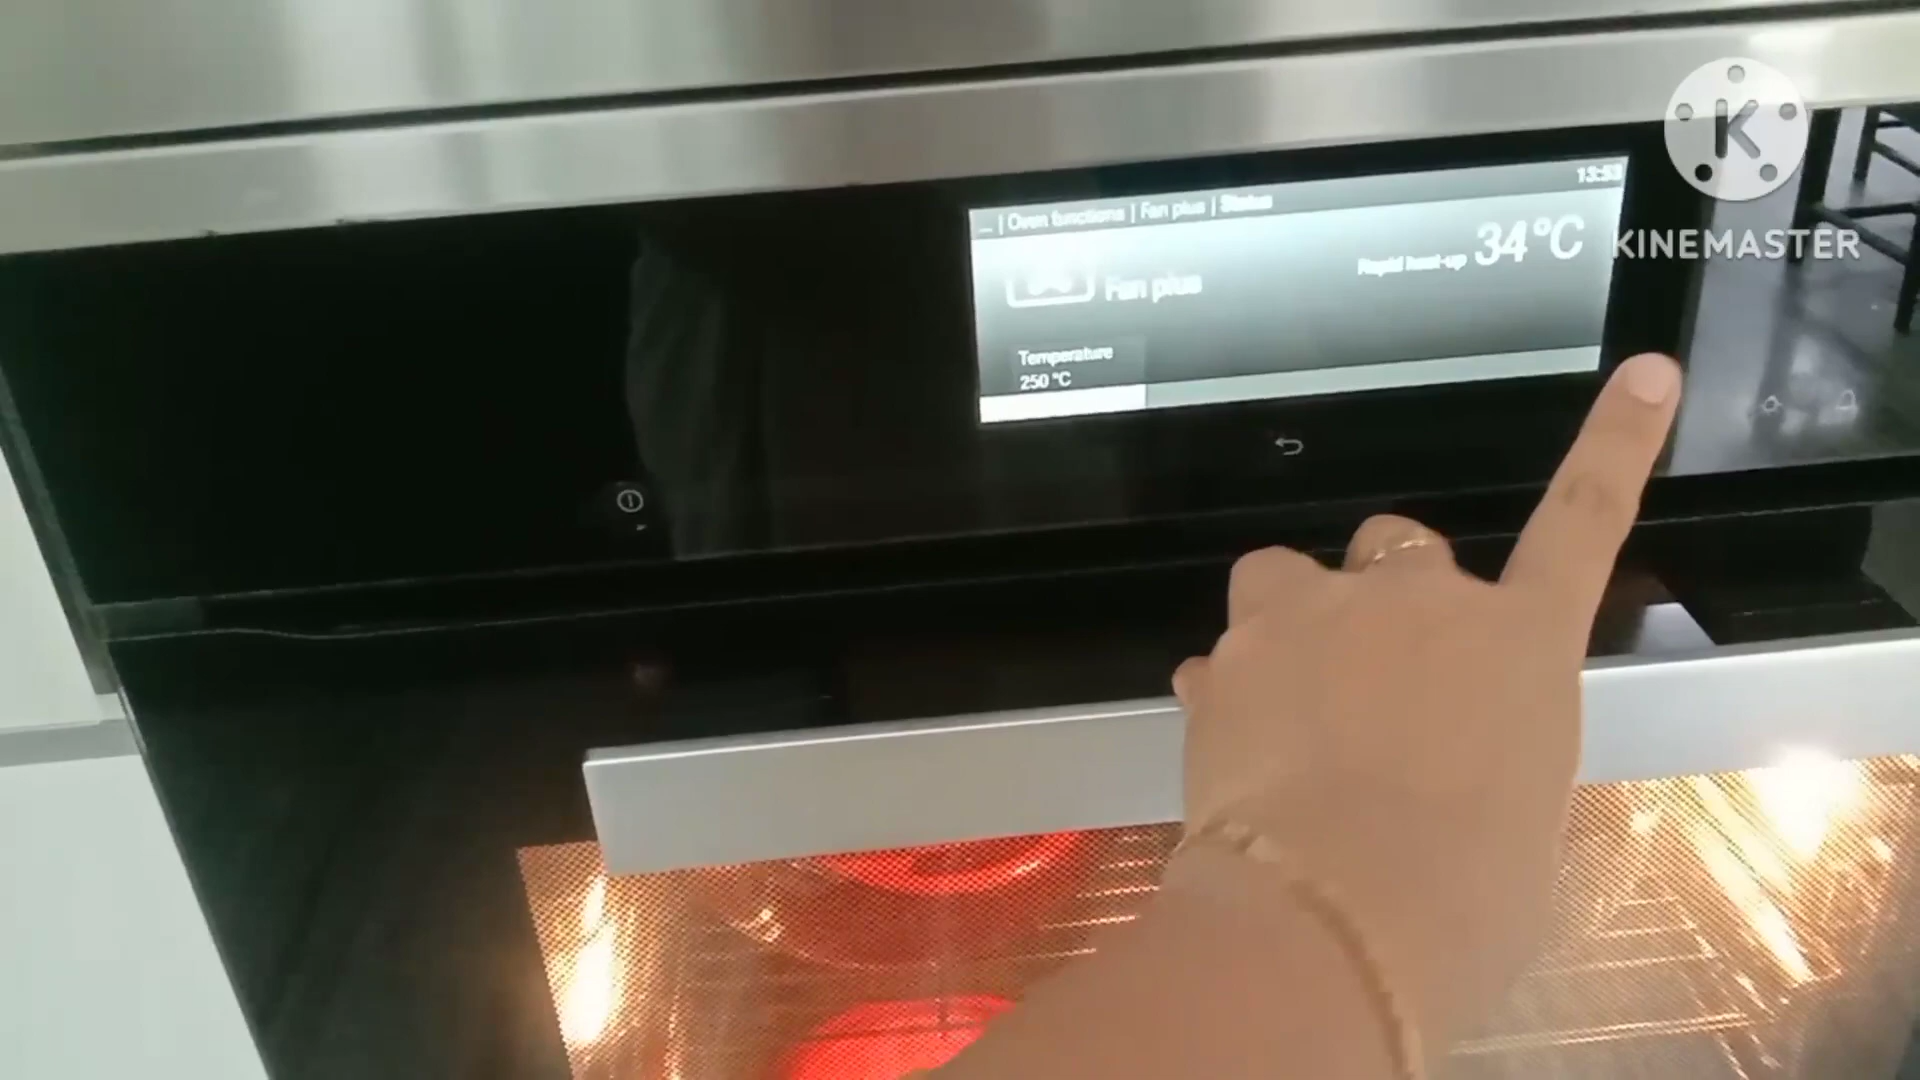 ... | Oven functions | Fan plus | Status
13:53
Rapid heat-up 34 °C
Fan plus
Temperature
250 °C
K
KINEMASTER